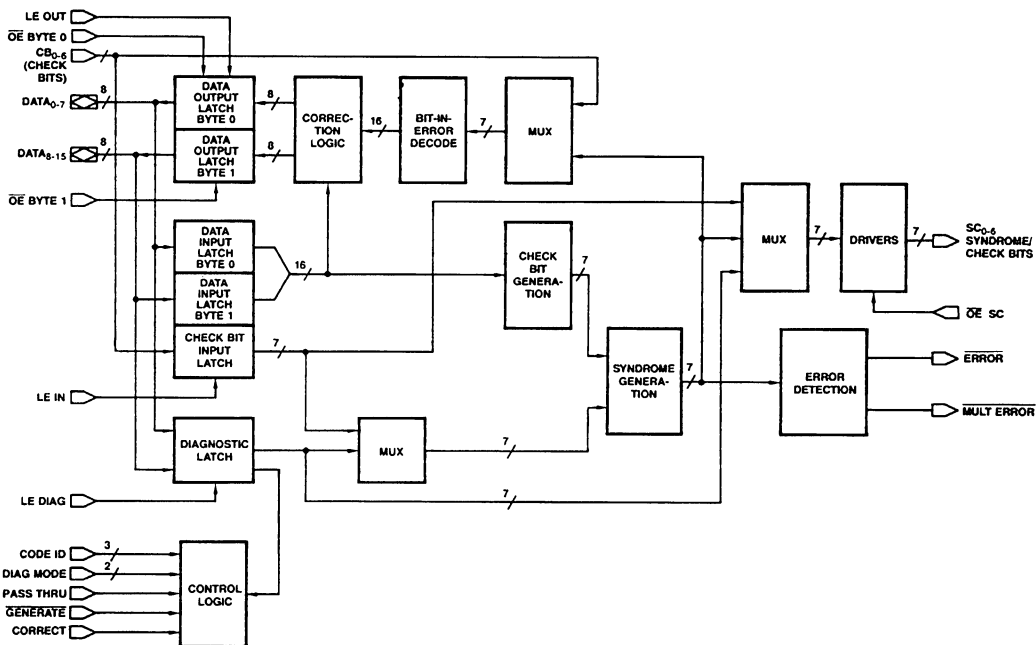 LE OUT
OE BYTE 0
CB0-6
(CHECK
BITS)
DATA0-7
8
DATA8-15
8
OE BYTE 1
DATA
OUTPUT
LATCH
BYTE 0
DATA
OUTPUT
LATCH
BYTE 1
8
8
CORREC-
TION
LOGIC
16
BIT-IN-
ERROR
DECODE
7
MUX
DATA
INPUT
LATCH
BYTE 0
DATA
INPUT
LATCH
BYTE 1
CHECK BIT
INPUT
LATCH
16
7
CHECK
BIT
GENERA-
TION
7
MUX
7
DRIVERS
7
SC0-6
SYNDROME/
CHECK BITS
OE SC
LE IN
SYNDROME
GENERA-
TION
7
ERROR
DETECTION
ERROR
MULT ERROR
DIAGNOSTIC
LATCH
MUX
7
7
LE DIAG
CODE ID
3
DIAG MODE
2
PASS THRU
GENERATE
CORRECT
CONTROL
LOGIC